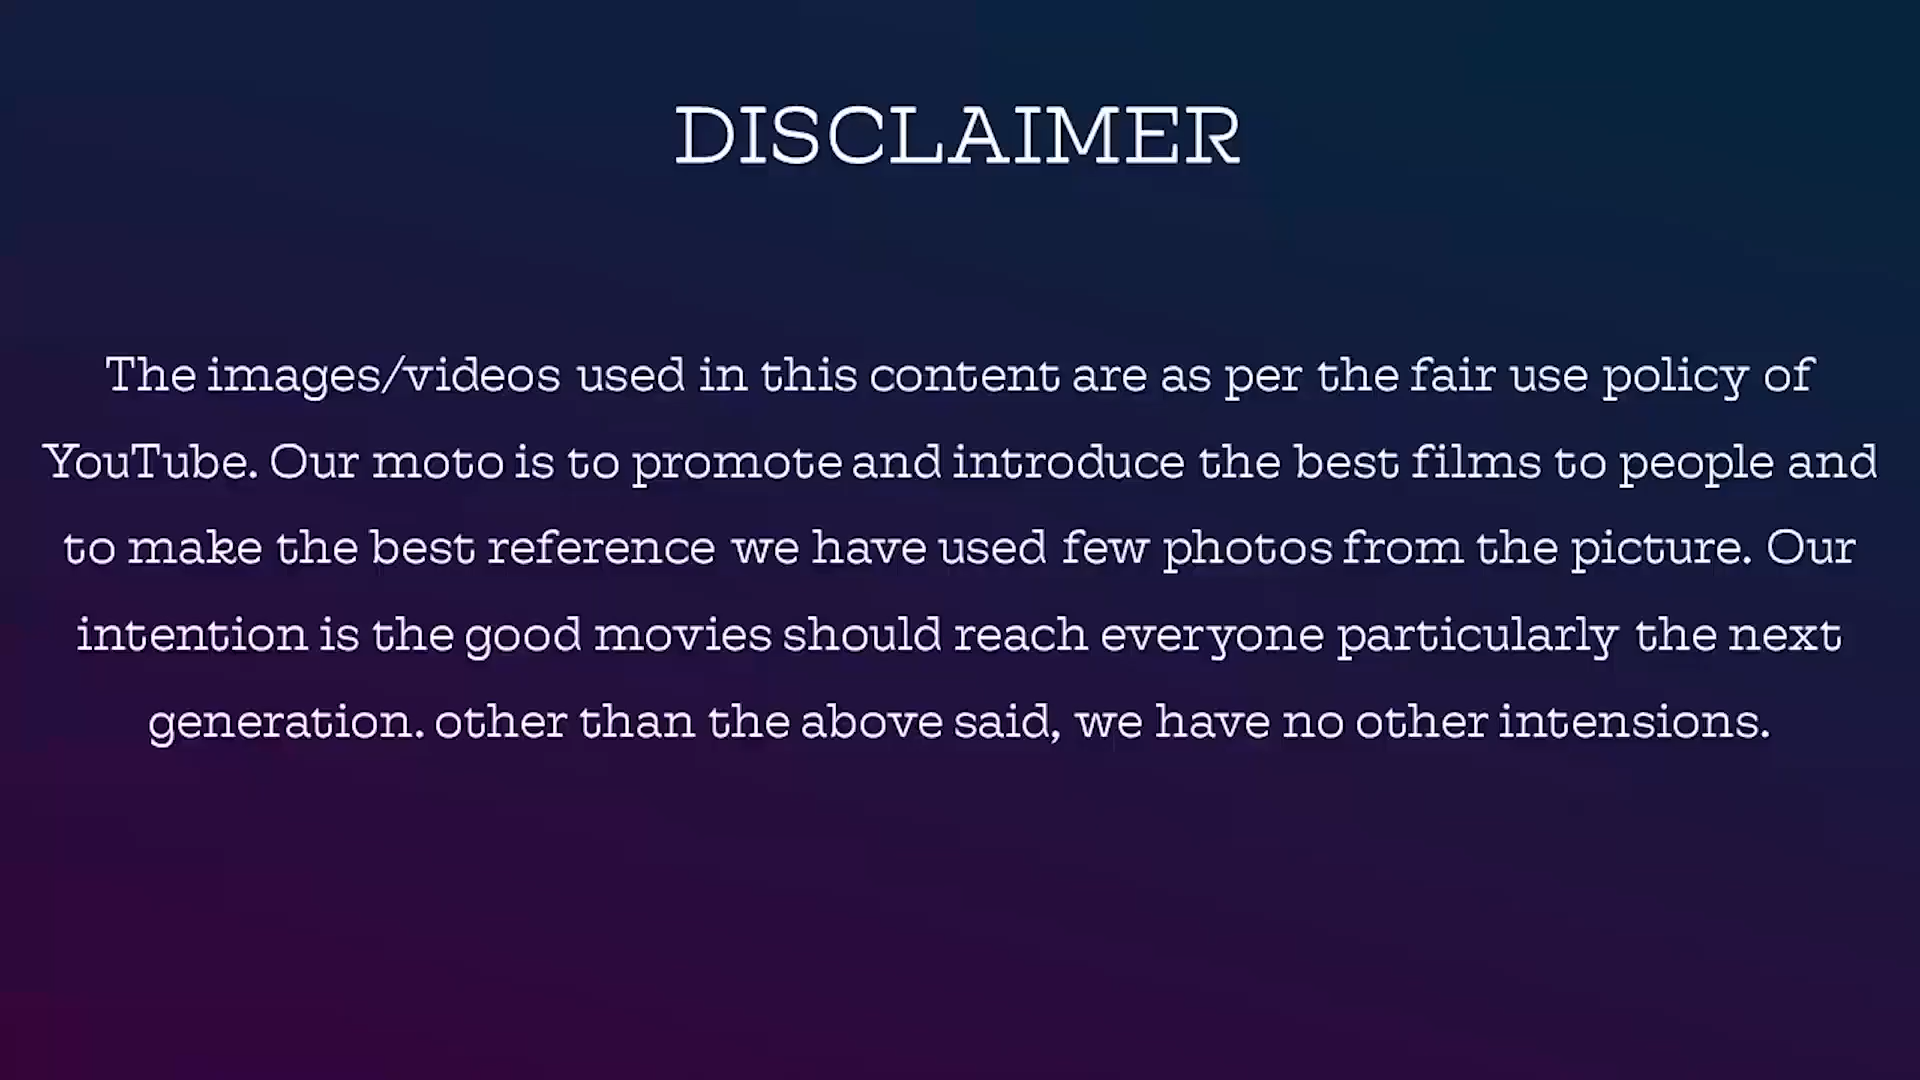 DISCLAIMER
The images/videos used in this content are as per the fair use policy of
YouTube. Our moto is to promote and introduce the best films to people and
to make the best reference we have used few photos from the picture. Our
intention is the good movies should reach everyone particularly the next
generation. other than the above said, we have no other intensions.